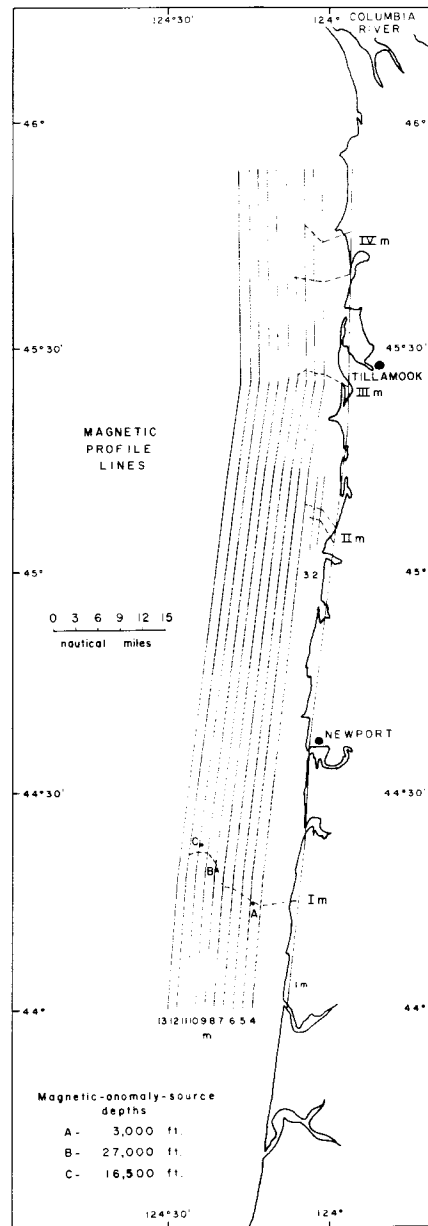 124°30'
124°
COLUMBIA
RIVER
46°
46°
IV m
45°30'
45°30'
TILLAMOOK
III m
MAGNETIC
PROFILE
LINES
II m
45°
45°
3 2
0 3 6 9 12 15
nautical miles
NEWPORT
44°30'
44°30'
C
B
A
I m
1m
44°
44°
13 12 11 10 9 8 7 6 5 4
m
Magnetic-anomaly-source
depths
A- 3,000 ft.
B- 27,000 ft.
C- 16,500 ft.
124°30'
124°